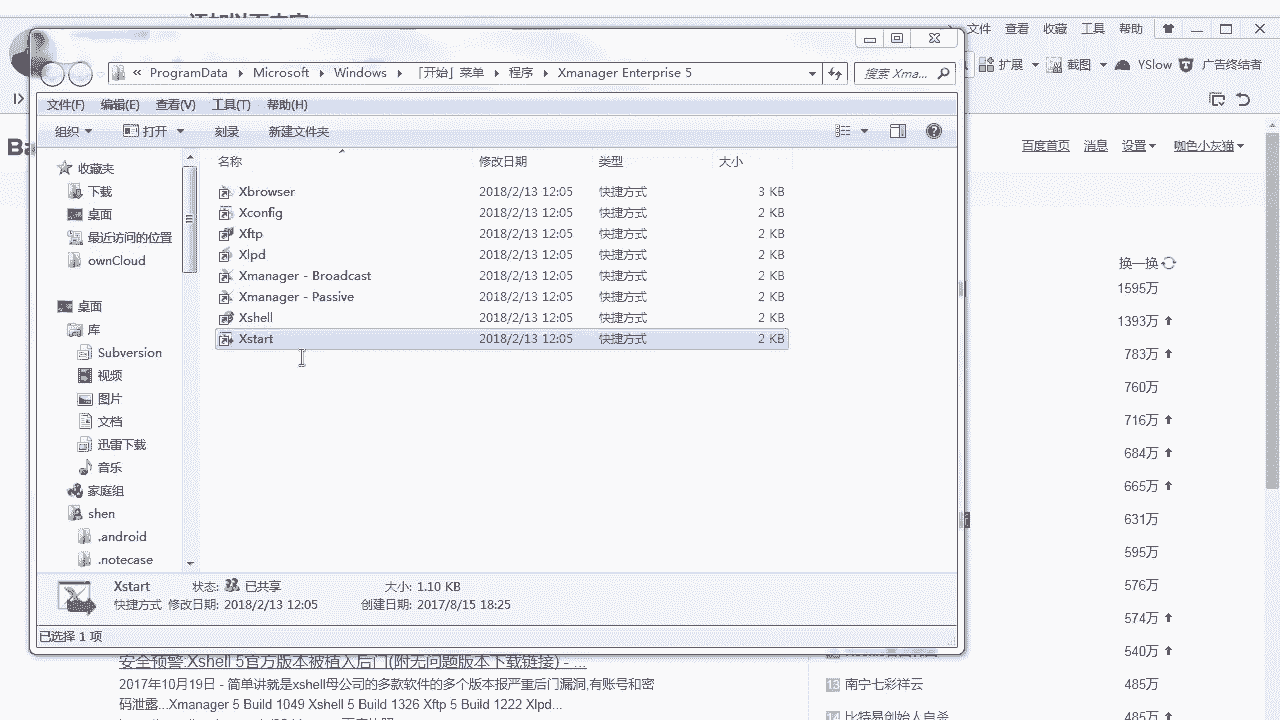 文件 查看 收藏 工具 帮助
« ProgramData Microsoft Windows 「开始」菜单 程序 Xmanager Enterprise 5
搜索 Xma...
扩展 截图 YSlow 广告终结者
文件(F) 编辑(E) 查看(V) 工具(T) 帮助(H)
组织 打开 刻录 新建文件夹
百度首页 消息 设置 咖色小灰猫
收藏夹
下载
桌面
最近访问的位置
ownCloud
桌面
库
Subversion
视频
图片
文档
迅雷下载
音乐
家庭组
shen
.android
.notecase
名称 修改日期 类型 大小
Xbrowser 2018/2/13 12:05 快捷方式 3 KB
Xconfig 2018/2/13 12:05 快捷方式 2 KB
Xftp 2018/2/13 12:05 快捷方式 2 KB
Xlpd 2018/2/13 12:05 快捷方式 2 KB
Xmanager - Broadcast 2018/2/13 12:05 快捷方式 2 KB
Xmanager - Passive 2018/2/13 12:05 快捷方式 2 KB
Xshell 2018/2/13 12:05 快捷方式 2 KB
Xstart 2018/2/13 12:05 快捷方式 2 KB
换一换
1595万
1393万
783万
760万
716万
684万
665万
631万
595万
576万
574万
540万
13 南宁七彩祥云 485万
14 比特易创始人自杀 485万
Xstart 状态: 已共享 大小: 1.10 KB
快捷方式 修改日期: 2018/2/13 12:05 创建日期: 2017/8/15 18:25
已选择 1 项
安全预警 Xshell 5官方版本被植入后门(附无问题版本下载链接) - ...
2017年10月19日 - 简单讲就是xshell母公司的多款软件的多个版本报严重后门漏洞,有账号和密
码泄露...Xmanager 5 Build 1049 Xshell 5 Build 1326 Xftp 5 Build 1222 Xlpd...